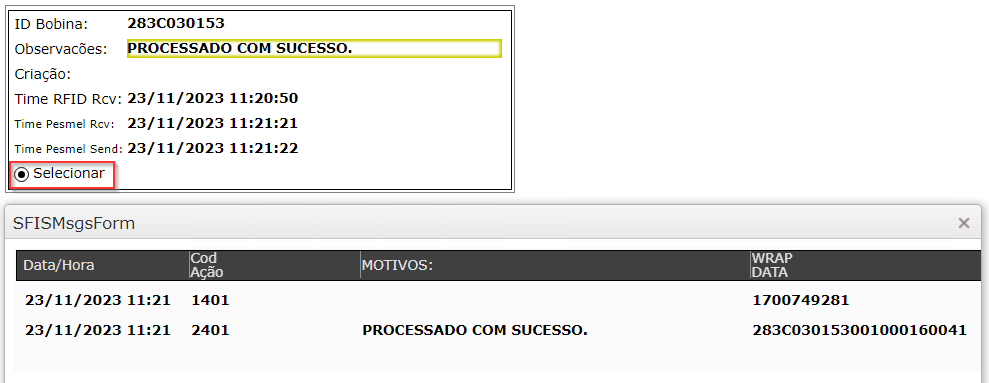 ID Bobina: 283C030153
Observacões: PROCESSADO COM SUCESSO.
Criação:
Time RFID Rcv: 23/11/2023 11:20:50
Time Pesmel Rcv: 23/11/2023 11:21:21
Time Pesmel Send: 23/11/2023 11:21:22
Selecionar
SFISMsgsForm
Data/Hora Cod Ação MOTIVOS: WRAP DATA
23/11/2023 11:21 1401 1700749281
23/11/2023 11:21 2401 PROCESSADO COM SUCESSO. 283C030153001000160041